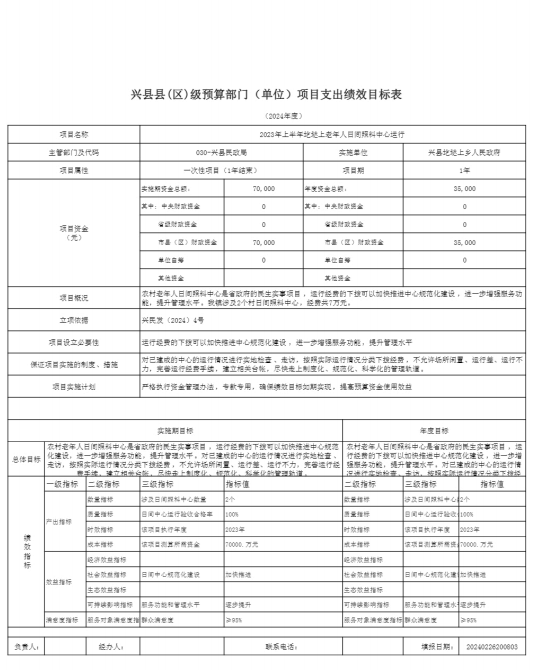 兴县县(区)级预算部门（单位）项目支出绩效目标表
（2024年度）
项目名称 2023年上半年圪垯上老年人日间照料中心运行
主管部门及代码 030-兴县民政局 实施单位 兴县圪垯上乡人民政府
项目属性 一次性项目（1年结束） 项目期 1年
项目资金（元）
实施期资金总额： 70,000 年度资金总额： 35,000
其中：中央财政资金 0 其中：中央财政资金 0
省级财政资金 0 省级财政资金 0
市县（区）财政资金 70,000 市县（区）财政资金 35,000
单位自筹 0 单位自筹 0
其他资金 其他资金
项目概况 农村老年人日间照料中心是省政府的民生实事项目，运行经费的下拨可以加快推进中心规范化建设，进一步增强服务功
能，提升管理水平。我镇涉及2个村日间照料中心，经费共7万元。
立项依据 兴民发（2024）4号
项目设立必要性 运行经费的下拨可以加快推进中心规范化建设，进一步增强服务功能，提升管理水平
保证项目实施的制度、措施 对已建成的中心的运行情况进行实地检查、走访，按照实际运行情况分类下拨经费，不允许场所闲置、运行差、运行不
力，完善运行经费手续，建立相关台帐，尽快走上制度化、规范化、科学化的管理轨道。
项目实施计划 严格执行资金管理办法，专款专用，确保绩效目标如期实现，提高预算资金使用效益
实施期目标 年度目标
总体目标
农村老年人日间照料中心是省政府的民生实事项目，运行经费的下拨可以加快推进中心规范
化建设，进一步增强服务功能，提升管理水平；对已建成的中心的运行情况进行实地检查、
走访，按照实际运行情况分类下拨经费，不允许场所闲置、运行差、运行不力，完善运行经
费手续，建立相关台帐，尽快走上制度化、规范化、科学化的管理轨道。
农村老年人日间照料中心是省政府的民生实事项目，运
行经费的下拨可以加快推进中心规范化建设，进一步增
强服务功能，提升管理水平；对已建成的中心的运行情
况进行实地检查、走访，按照实际运行情况分类下拨经
绩效指标
一级指标 二级指标 三级指标 指标值 二级指标 三级指标 指标值
产出指标
数量指标 涉及日间照料中心数量 2个 数量指标 涉及日间照料中心 2个
质量指标 日间中心运行验收合格率 100% 质量指标 日间中心运行验收 100%
时效指标 该项目执行年度 2023年 时效指标 该项目执行年度 2023年
成本指标 该项目测算所需资金 70000.万元 成本指标 该项目测算所需资 70000.万元
效益指标
经济效益指标 经济效益指标
社会效益指标 日间中心规范化建设 加快推进 社会效益指标 日间中心规范化建 加快推进
生态效益指标 生态效益指标
可持续影响指标 服务功能和管理水平 逐步提升 可持续影响指标 服务功能和管理水 逐步提升
满意度指标 服务对象满意度指标 群众满意度 ≥95% 服务对象满意度指标 群众满意度 ≥95%
负责人： 经办人： 联系电话： 填报日期： 20240226200803